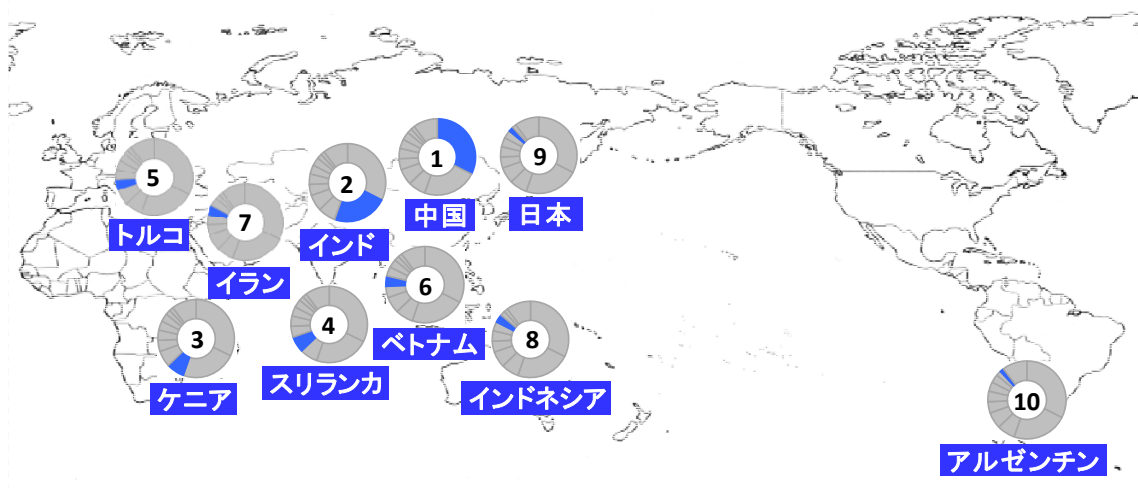 1
中国
9
日本
2
インド
5
トルコ
7
イラン
6
ベトナム
3
ケニア
4
スリランカ
8
インドネシア
10
アルゼンチン